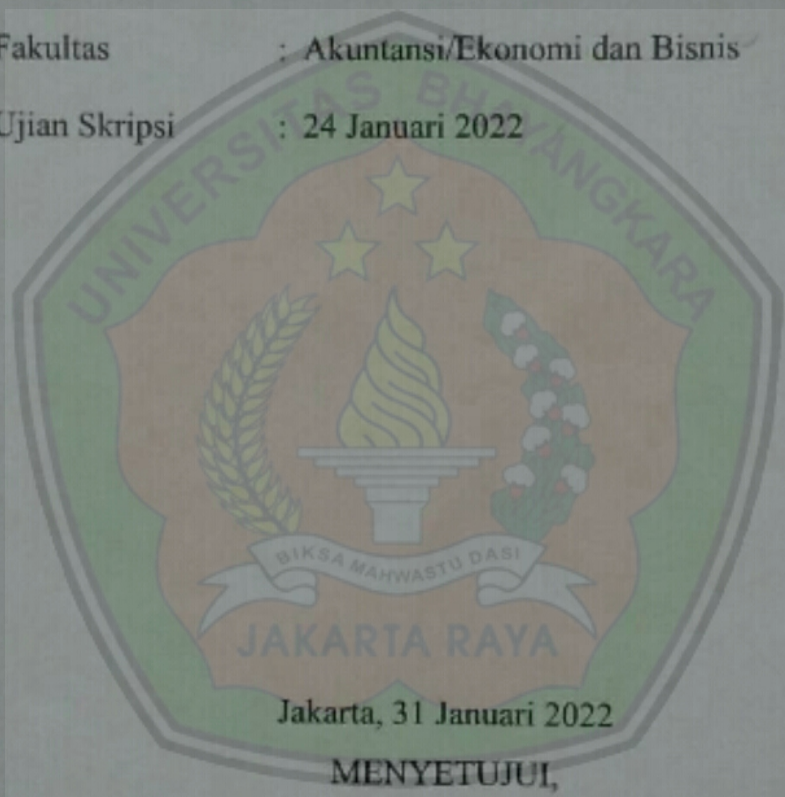 Fakultas : Akuntansi/Ekonomi dan Bisnis
Ujian Skripsi : 24 Januari 2022
UNIVERSITAS BHAYANGKARA
BIKSA MAHWASTU DASI
JAKARTA RAYA
Jakarta, 31 Januari 2022
MENYETUJUI,